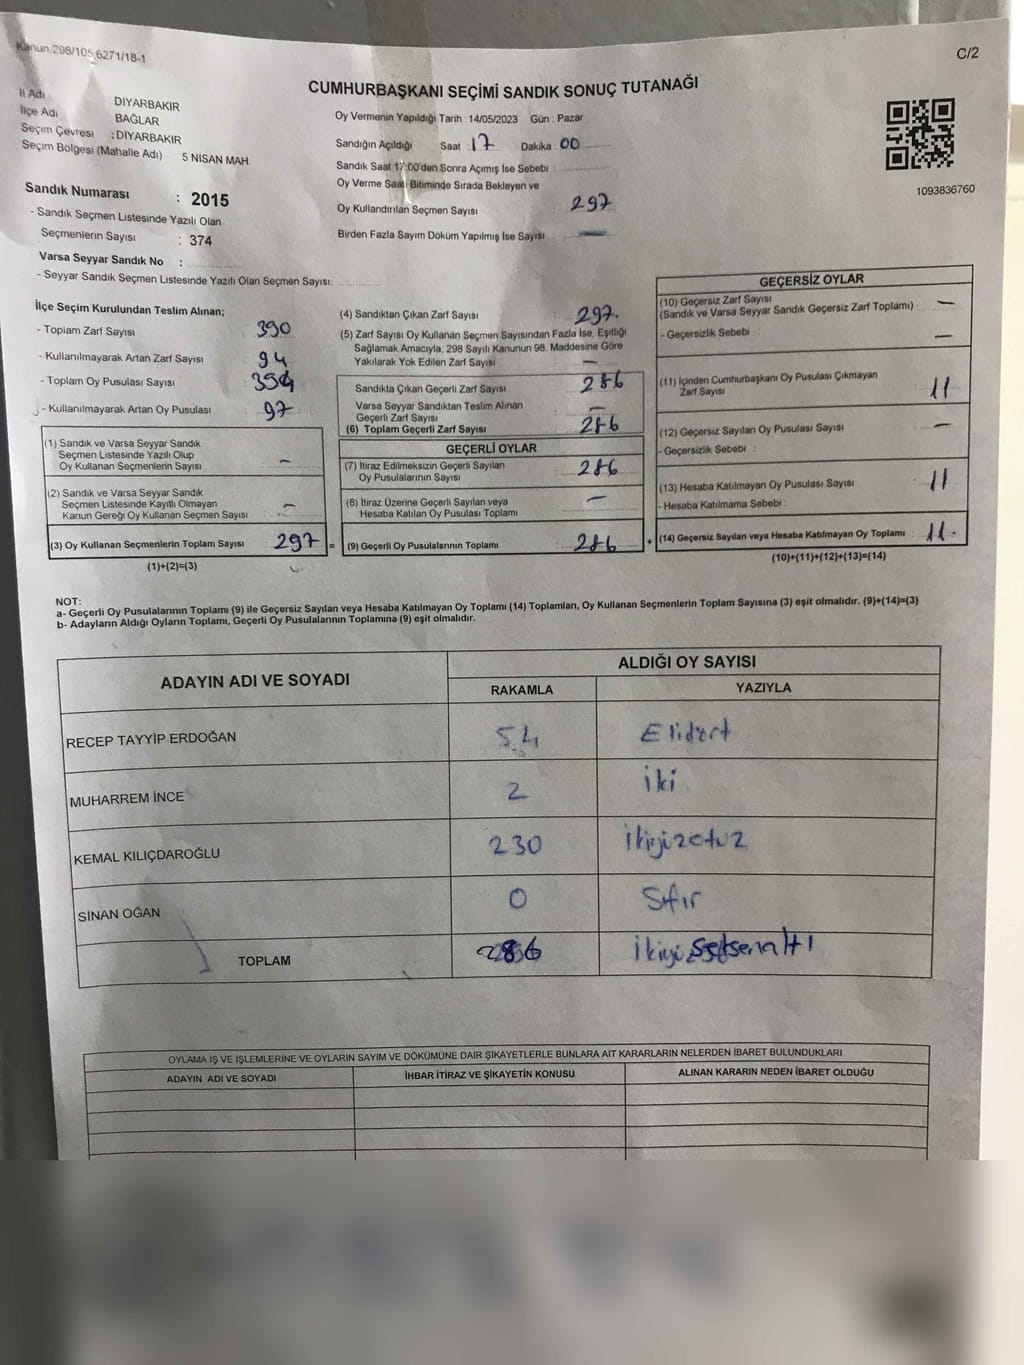 Kanun.298/105,6271/18-1
C/2
CUMHURBAŞKANI SEÇİMİ SANDIK SONUÇ TUTANAĞI
İl Adı DİYARBAKIR
İlçe Adı BAĞLAR
Seçim Çevresi :DİYARBAKIR
Seçim Bölgesi (Mahalle Adı) 5 NİSAN MAH.
Sandık Numarası : 2015
- Sandık Seçmen Listesinde Yazılı Olan
Seçmenlerin Sayısı : 374
Varsa Seyyar Sandık No :
- Seyyar Sandık Seçmen Listesinde Yazılı Olan Seçmen Sayısı:
Oy Vermenin Yapıldığı Tarih : 14/05/2023 Gün : Pazar
Sandığın Açıldığı Saat : 17 Dakika : 00
Sandık Saat 17:00'den Sonra Açımış İse Sebebi :
Oy Verme Saati Bitiminde Sırada Bekleyen ve
Oy Kullandırılan Seçmen Sayısı : 297
Birden Fazla Sayım Döküm Yapılmış İse Sayısı : —
1093836760
İlçe Seçim Kurulundan Teslim Alınan;
- Toplam Zarf Sayısı : 390
- Kullanılmayarak Artan Zarf Sayısı : 94
- Toplam Oy Pusulası Sayısı :
- Kullanılmayarak Artan Oy Pusulası : 97
(1) Sandık ve Varsa Seyyar Sandık
Seçmen Listesinde Yazılı Olup
Oy Kullanan Seçmenlerin Sayısı : —
(2) Sandık ve Varsa Seyyar Sandık
Seçmen Listesinde Kayıtlı Olmayan
Kanun Gereği Oy Kullanan Seçmen Sayısı : —
(3) Oy Kullanan Seçmenlerin Toplam Sayısı : 297 =
(1)+(2)=(3)
(4) Sandıktan Çıkan Zarf Sayısı : 297.
(5) Zarf Sayısı Oy Kullanan Seçmen Sayısından Fazla İse, Eşitliği
Sağlamak Amacıyla, 298 Sayılı Kanunun 98. Maddesine Göre
Yakılarak Yok Edilen Zarf Sayısı : —
Sandıkta Çıkan Geçerli Zarf Sayısı : 286
Varsa Seyyar Sandıktan Teslim Alınan
Geçerli Zarf Sayısı : —
(6) Toplam Geçerli Zarf Sayısı : 286
GEÇERLİ OYLAR
(7) İtiraz Edilmeksizin Geçerli Sayılan
Oy Pusulalarının Sayısı : 286
(8) İtiraz Üzerine Geçerli Sayılan veya
Hesaba Katılan Oy Pusulası Toplamı : —
(9) Geçerli Oy Pusulalarının Toplamı : 286 +
GEÇERSİZ OYLAR
(10) Geçersiz Zarf Sayısı
(Sandık ve Varsa Seyyar Sandık Geçersiz Zarf Toplamı) : —
- Geçersizlik Sebebi : —
(11) İçinden Cumhurbaşkanı Oy Pusulası Çıkmayan
Zarf Sayısı : 11
(12) Geçersiz Sayılan Oy Pusulası Sayısı : —
- Geçersizlik Sebebi :
(13) Hesaba Katılmayan Oy Pusulası Sayısı : 11
- Hesaba Katılmama Sebebi :
(14) Geçersiz Sayılan veya Hesaba Katılmayan Oy Toplamı : 11.
(10)+(11)+(12)+(13)=(14)
NOT:
a- Geçerli Oy Pusulalarının Toplamı (9) ile Geçersiz Sayılan veya Hesaba Katılmayan Oy Toplamı (14) Toplamları, Oy Kullanan Seçmenlerin Toplam Sayısına (3) eşit olmalıdır. (9)+(14)=(3)
b- Adayların Aldığı Oyların Toplamı, Geçerli Oy Pusulalarının Toplamına (9) eşit olmalıdır.
ADAYIN ADI VE SOYADI ALDIĞI OY SAYISI
RAKAMLA YAZIYLA
RECEP TAYYİP ERDOĞAN 54 Ellidört
MUHARREM İNCE 2 iki
KEMAL KILIÇDAROĞLU 230 ikiyüzotuz
SİNAN OĞAN 0 Sıfır
TOPLAM 286 ikiyüzseksenaltı
OYLAMA İŞ VE İŞLEMLERİNE VE OYLARIN SAYIM VE DÖKÜMÜNE DAİR ŞİKAYETLERLE BUNLARA AİT KARARLARIN NELERDEN İBARET BULUNDUKLARI
ADAYIN ADI VE SOYADI İHBAR İTİRAZ VE ŞİKAYETİN KONUSU ALINAN KARARIN NEDEN İBARET OLDUĞU